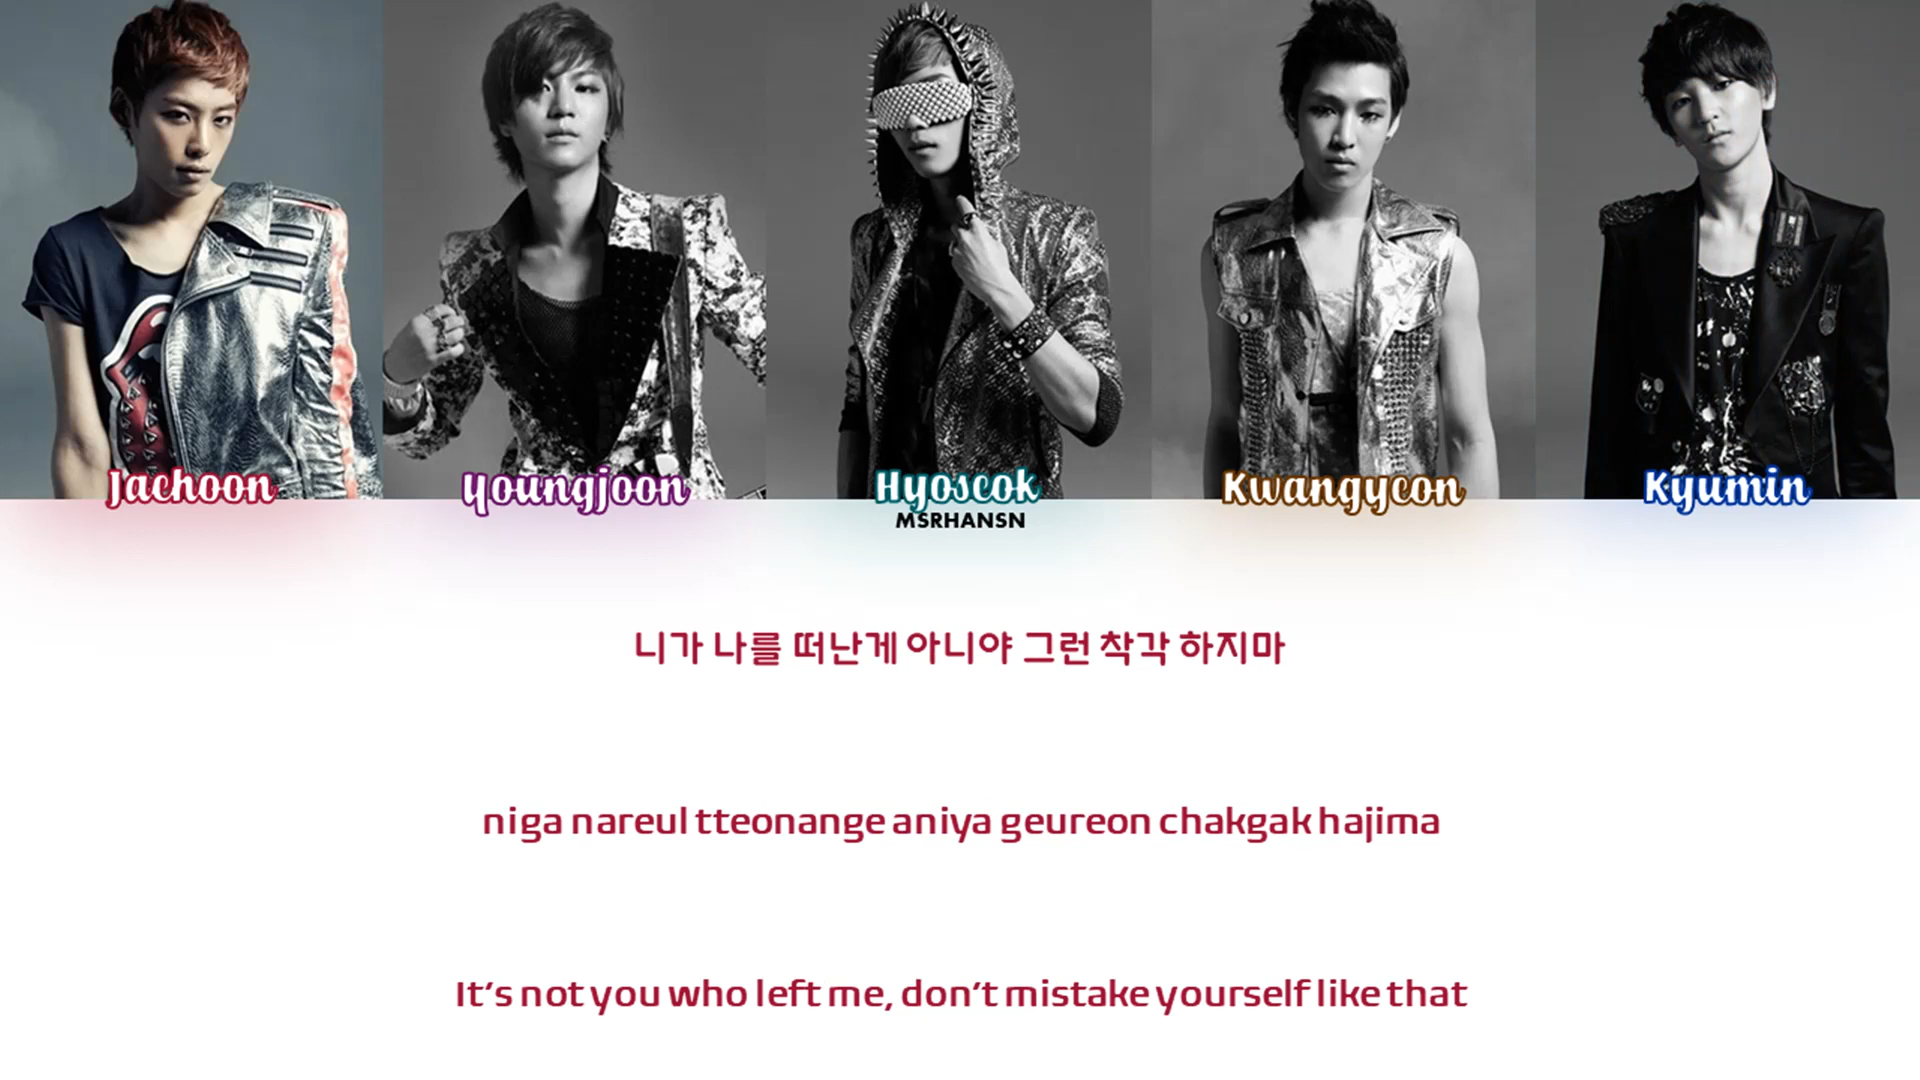 Jaehoon
Youngjoon
Hyoseok
Kwangyeon
Kyumin
MSRHANSN
니가 나를 떠난게 아니야 그런 착각 하지마
niga nareul tteonange aniya geureon chakgak hajima
It's not you who left me, don't mistake yourself like that